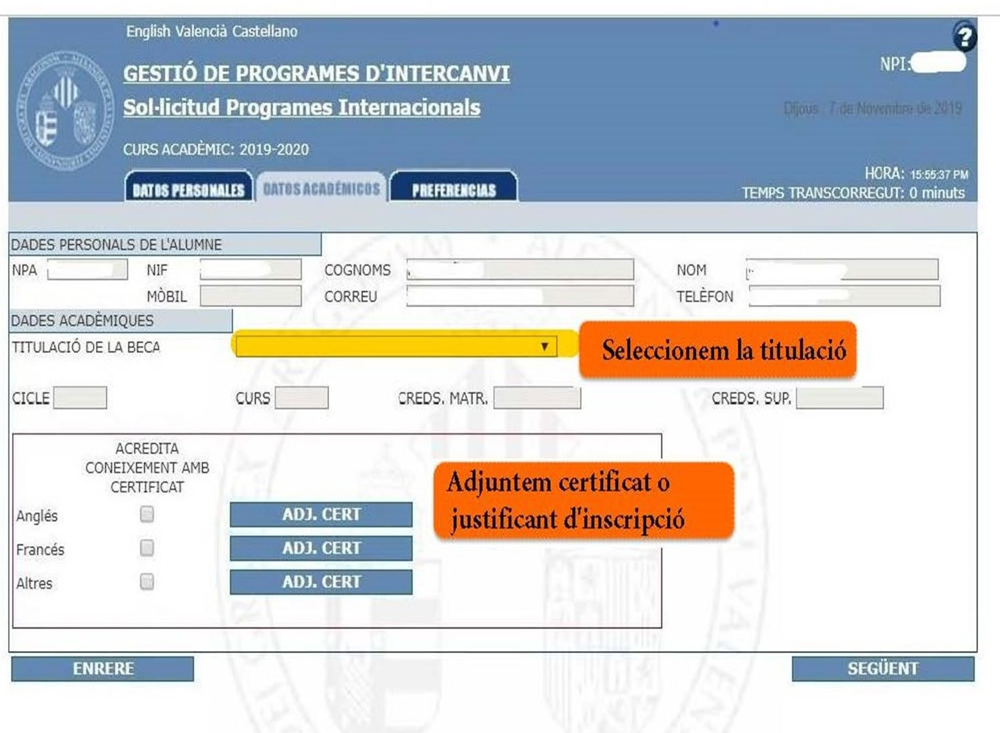 English Valencià Castellano
?
GESTIÓ DE PROGRAMES D'INTERCANVI
NPI:
Sol·licitud Programes Internacionals
Dijous , 7 de Novembre de 2019
CURS ACADÈMIC: 2019-2020
HORA: 15:55:37 PM
DATOS PERSONALES DATOS ACADÉMICOS PREFERENCIAS
TEMPS TRANSCORREGUT: 0 minuts
DADES PERSONALS DE L'ALUMNE
NPA NIF COGNOMS NOM
MÒBIL CORREU TELÈFON
DADES ACADÈMIQUES
TITULACIÓ DE LA BECA
Seleccionem la titulació
CICLE CURS CREDS. MATR. CREDS. SUP.
ACREDITA
CONEIXEMENT AMB
CERTIFICAT
Adjuntem certificat o
justificant d'inscripció
Anglés ADJ. CERT
Francés ADJ. CERT
Altres ADJ. CERT
ENRERE SEGÜENT